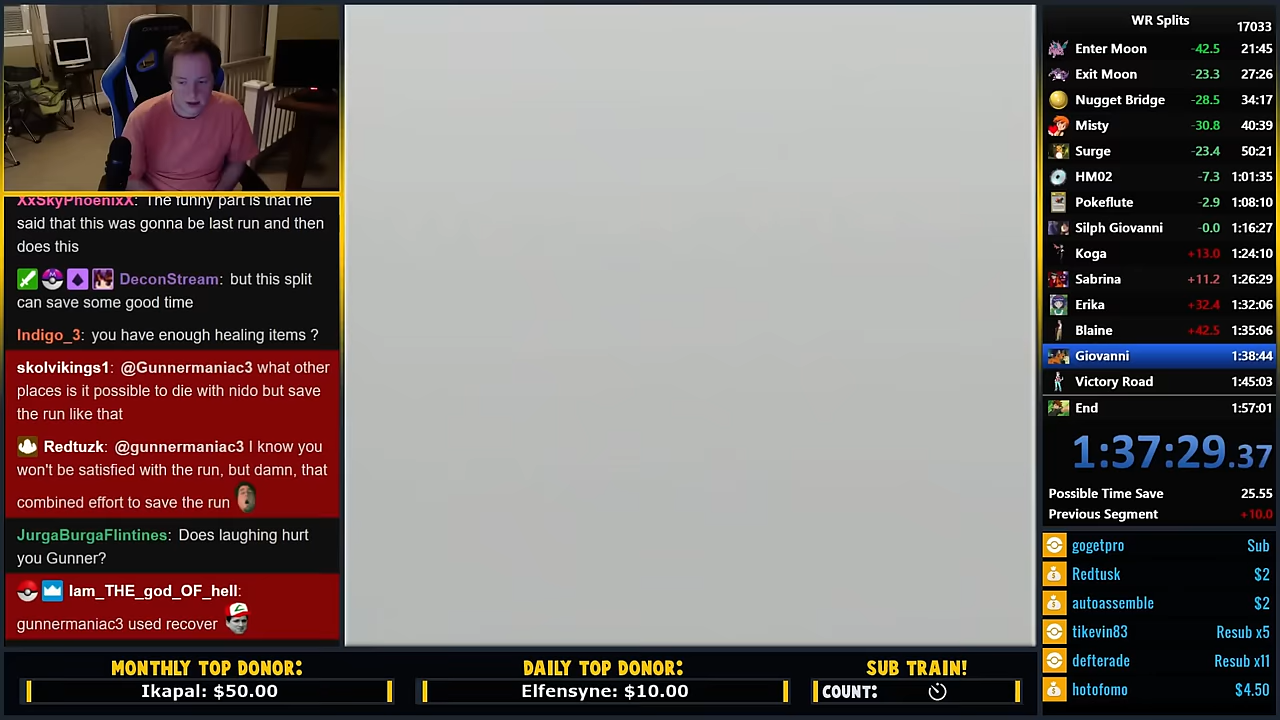 XxSkyPhoenixX: The funny part is that he
said that this was gonna be last run and then
does this
DeconStream: but this split
can save some good time
Indigo_3: you have enough healing items ?
skolvikings1: @Gunnermaniac3 what other
places is it possible to die with nido but save
the run like that
Redtuzk: @gunnermaniac3 I know you
won't be satisfied with the run, but damn, that
combined effort to save the run
JurgaBurgaFlintines: Does laughing hurt
you Gunner?
Iam_THE_god_OF_hell:
gunnermaniac3 used recover
WR Splits
17033
Enter Moon -42.5 21:45
Exit Moon -23.3 27:26
Nugget Bridge -28.5 34:17
Misty -30.8 40:39
Surge -23.4 50:21
HM02 -7.3 1:01:35
Pokeflute -2.9 1:08:10
Silph Giovanni -0.0 1:16:27
Koga +13.0 1:24:10
Sabrina +11.2 1:26:29
Erika +32.4 1:32:06
Blaine +42.5 1:35:06
Giovanni 1:38:44
Victory Road 1:45:03
End 1:57:01
1:37:29.37
Possible Time Save 25.55
Previous Segment +10.0
gogetpro Sub
Redtusk $2
autoassemble $2
tikevin83 Resub x5
defterade Resub x11
hotofomo $4.50
MONTHLY TOP DONOR:
Ikapal: $50.00
DAILY TOP DONOR:
Elfensyne: $10.00
SUB TRAIN!
COUNT: